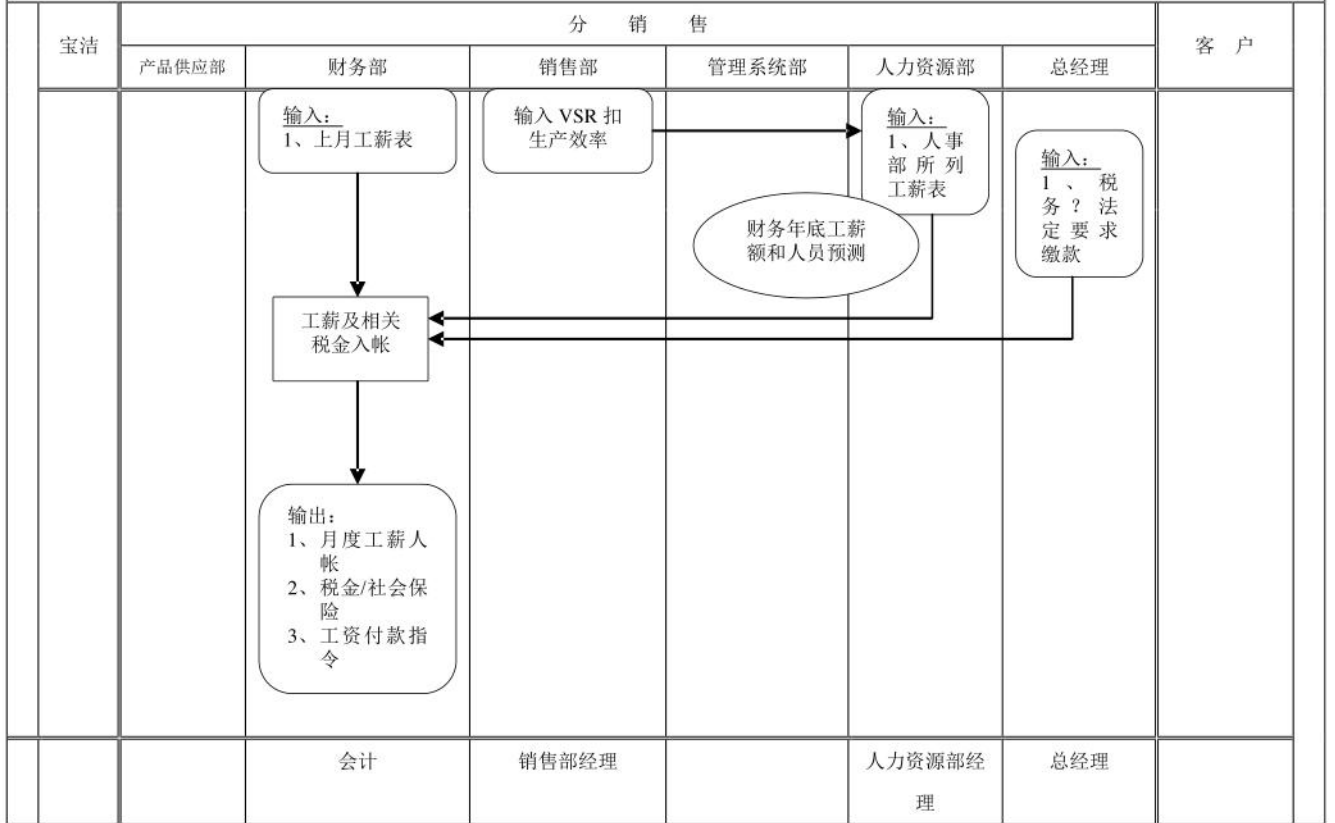 分 销 售
宝洁
客 户
产品供应部
财务部
销售部
管理系统部
人力资源部
总经理
输入：
1、上月工薪表
输入 VSR 扣
生产效率
输入：
1、人事
部所列
工薪表
输入：
1、税
务？法
定要求
缴款
财务年底工薪
额和人员预测
工薪及相关
税金入帐
输出：
1、月度工薪人
帐
2、税金/社会保
险
3、工资付款指
令
会计
销售部经理
人力资源部经
理
总经理